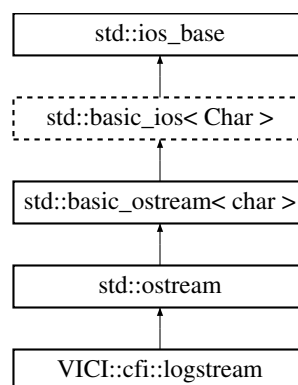 std::ios_base
std::basic_ios< Char >
std::basic_ostream< char >
std::ostream
VICI::cfi::logstream